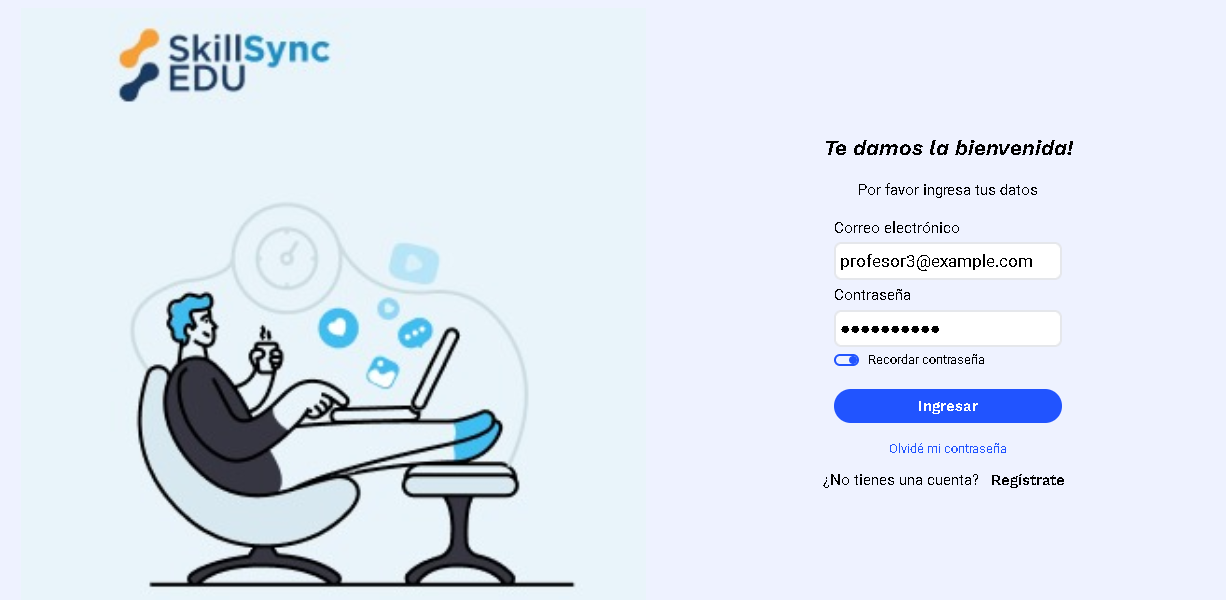 SkillSync
EDU
Te damos la bienvenida!
Por favor ingresa tus datos
Correo electrónico
profesor3@example.com
Contraseña
●●●●●●●●●●
Recordar contraseña
Ingresar
Olvidé mi contraseña
¿No tienes una cuenta? Regístrate